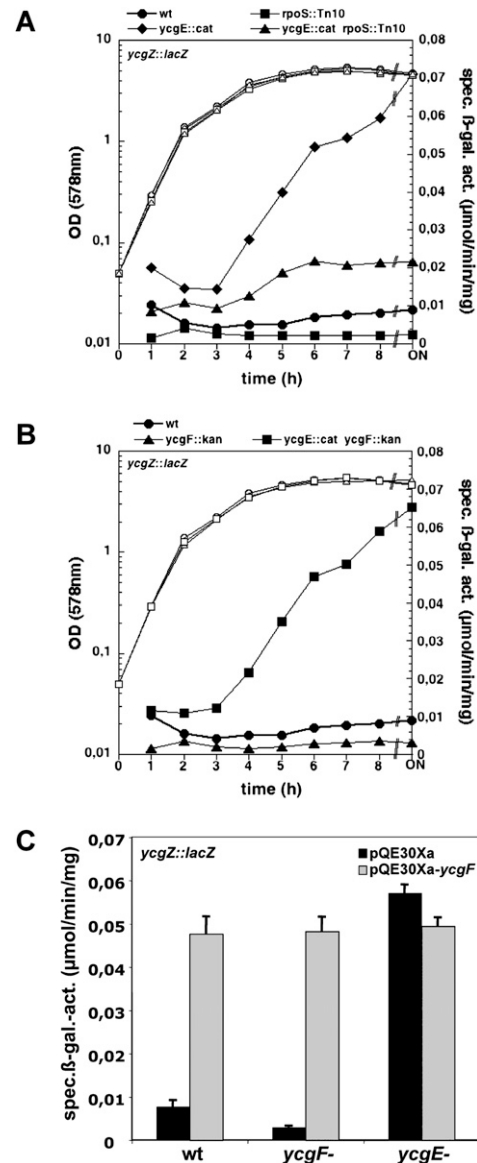 A
wt
rpoS::Tn10
ycgE::cat
ycgE::cat rpoS::Tn10
ycgZ::lacZ
OD (578nm)
10
1
0.1
0,01
spec. ß-gal. act. (µmol/min/mg)
0,08
0,07
0,06
0,05
0,04
0,03
0,02
0,01
0
0 1 2 3 4 5 6 7 8 ON
time (h)
B
wt
ycgF::kan
ycgE::cat ycgF::kan
ycgZ::lacZ
OD (578nm)
10
1
0.1
0,01
spec. ß-gal. act. (µmol/min/mg)
0,08
0,07
0,06
0,05
0,04
0,03
0,02
0,01
0
0 1 2 3 4 5 6 7 8 ON
time (h)
C
ycgZ::lacZ
pQE30Xa
pQE30Xa-ycgF
spec.ß-gal.-act. (µmol/min/mg)
0,07
0,06
0,05
0,04
0,03
0,02
0,01
0
wt ycgF- ycgE-